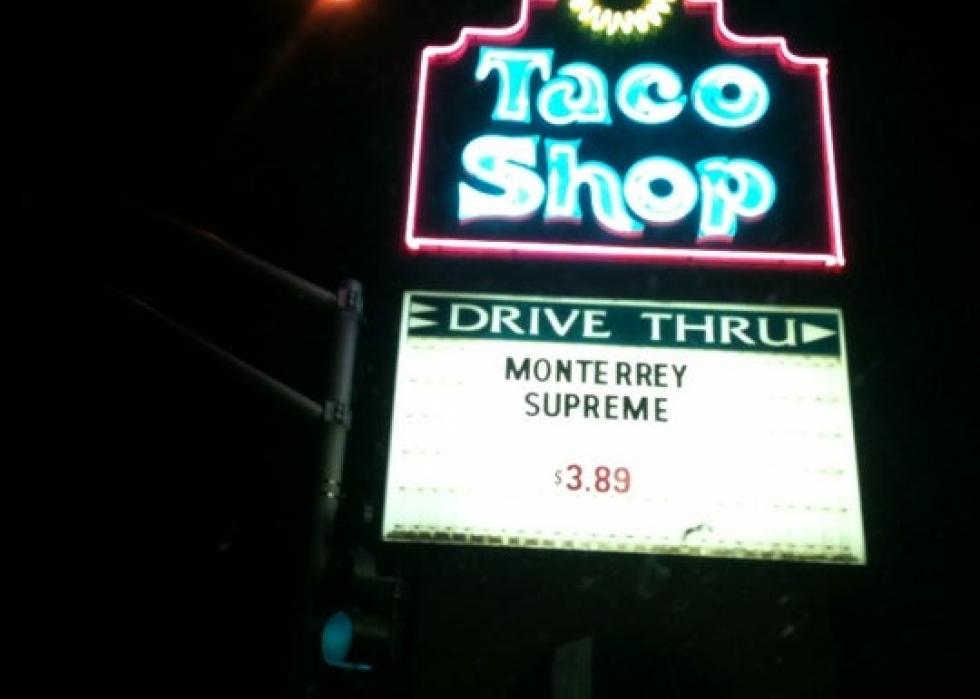 Taco
Shop
DRIVE THRU
MONTERREY
SUPREME
$3.89